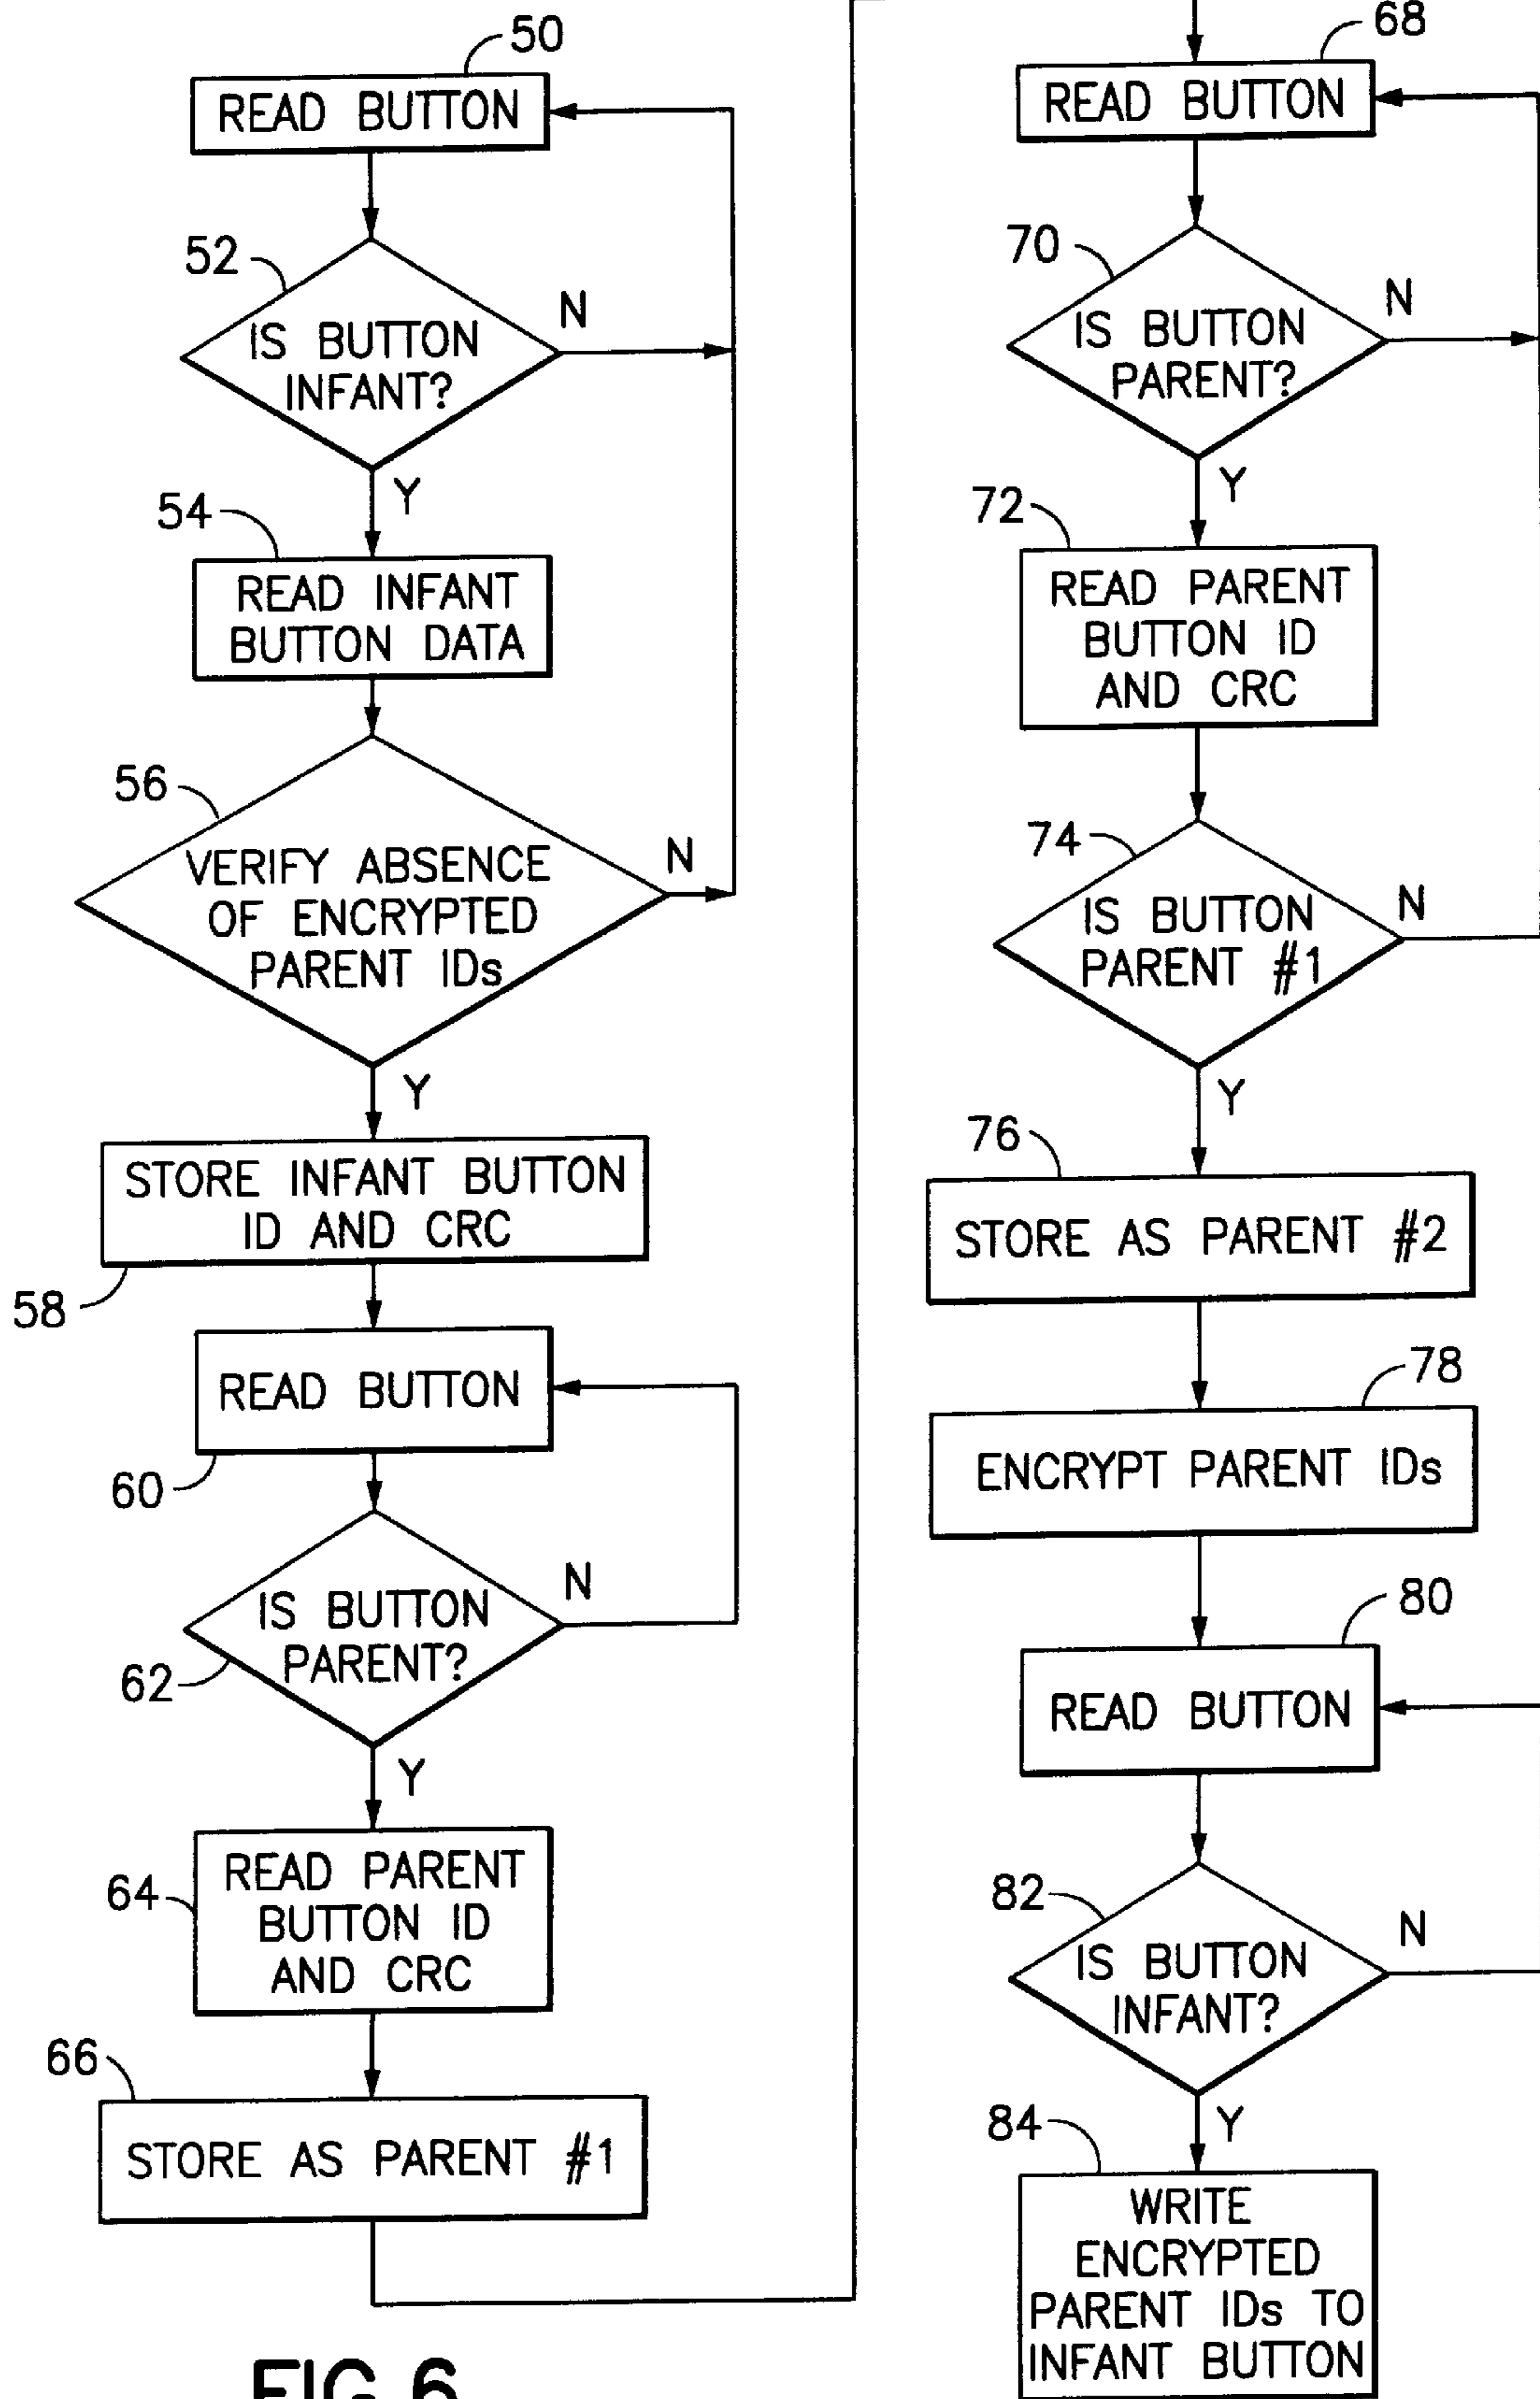 50
READ BUTTON
52
IS BUTTON
INFANT?
N
Y
54
READ INFANT
BUTTON DATA
56
VERIFY ABSENCE
OF ENCRYPTED
PARENT IDs
N
Y
STORE INFANT BUTTON
ID AND CRC
58
READ BUTTON
60
IS BUTTON
PARENT?
N
62
Y
64
READ PARENT
BUTTON ID
AND CRC
66
STORE AS PARENT #1
FIG.6
68
READ BUTTON
70
IS BUTTON
PARENT?
N
Y
72
READ PARENT
BUTTON ID
AND CRC
74
IS BUTTON
PARENT #1
N
Y
76
STORE AS PARENT #2
78
ENCRYPT PARENT IDs
80
READ BUTTON
82
IS BUTTON
INFANT?
N
Y
84
WRITE
ENCRYPTED
PARENT IDs TO
INFANT BUTTON